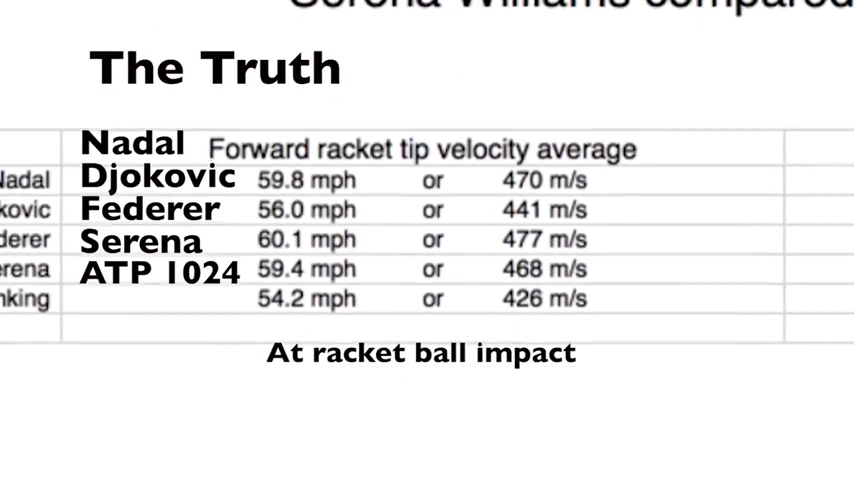 The Truth
Nadal Forward racket tip velocity average
Djokovic 59.8 mph or 470 m/s
Federer 56.0 mph or 441 m/s
Serena 60.1 mph or 477 m/s
ATP 1024 59.4 mph or 468 m/s
54.2 mph or 426 m/s
At racket ball impact